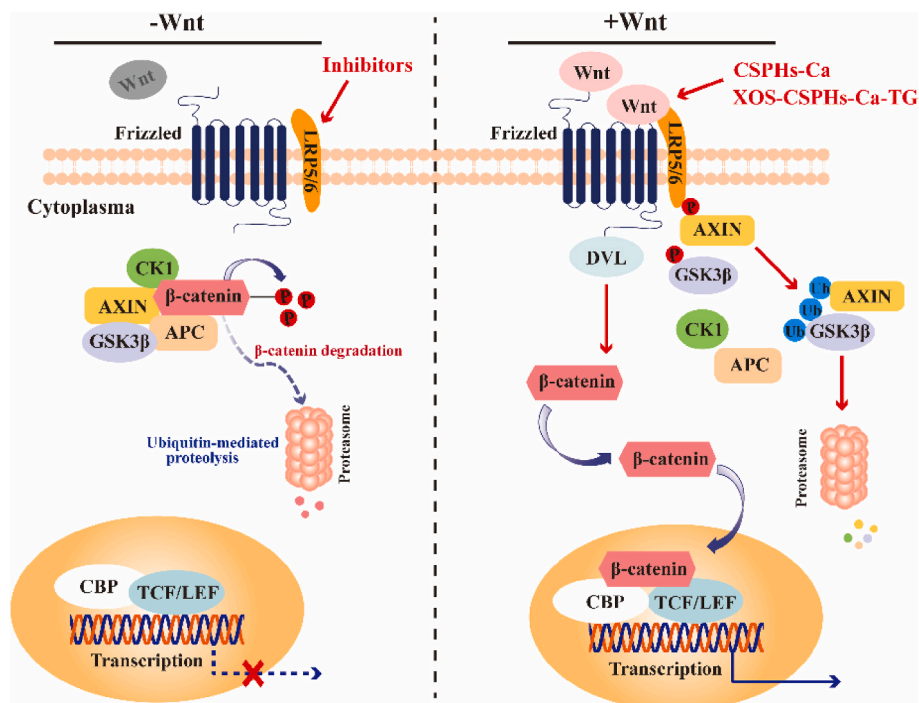 -Wnt
Wnt
Inhibitors
Frizzled
LRP5/6
Cytoplasma
CK1
β-catenin
P
P
P
AXIN
APC
GSK3β
β-catenin degradation
Ubiquitin-mediated
proteolysis
Proteasome
CBP
TCF/LEF
Transcription
+Wnt
Wnt
Wnt
CSPHs-Ca
XOS-CSPHs-Ca-TG
Frizzled
LRP5/6
P
AXIN
DVL
P
GSK3β
Ub
AXIN
Ub
Ub
GSK3β
CK1
APC
β-catenin
β-catenin
Proteasome
β-catenin
CBP
TCF/LEF
Transcription